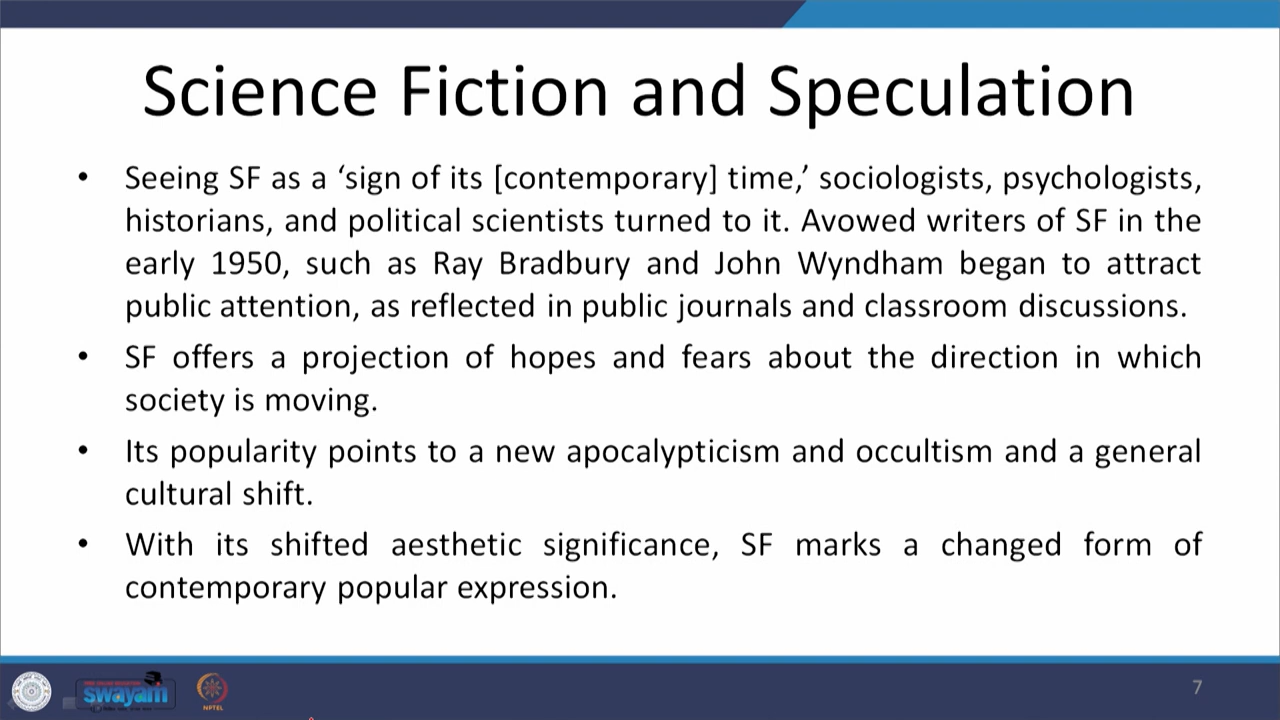 Science Fiction and Speculation
• Seeing SF as a ‘sign of its [contemporary] time,’ sociologists, psychologists,
historians, and political scientists turned to it. Avowed writers of SF in the
early 1950, such as Ray Bradbury and John Wyndham began to attract
public attention, as reflected in public journals and classroom discussions.
• SF offers a projection of hopes and fears about the direction in which
society is moving.
• Its popularity points to a new apocalypticism and occultism and a general
cultural shift.
• With its shifted aesthetic significance, SF marks a changed form of
contemporary popular expression.
swayam
NPTEL
7